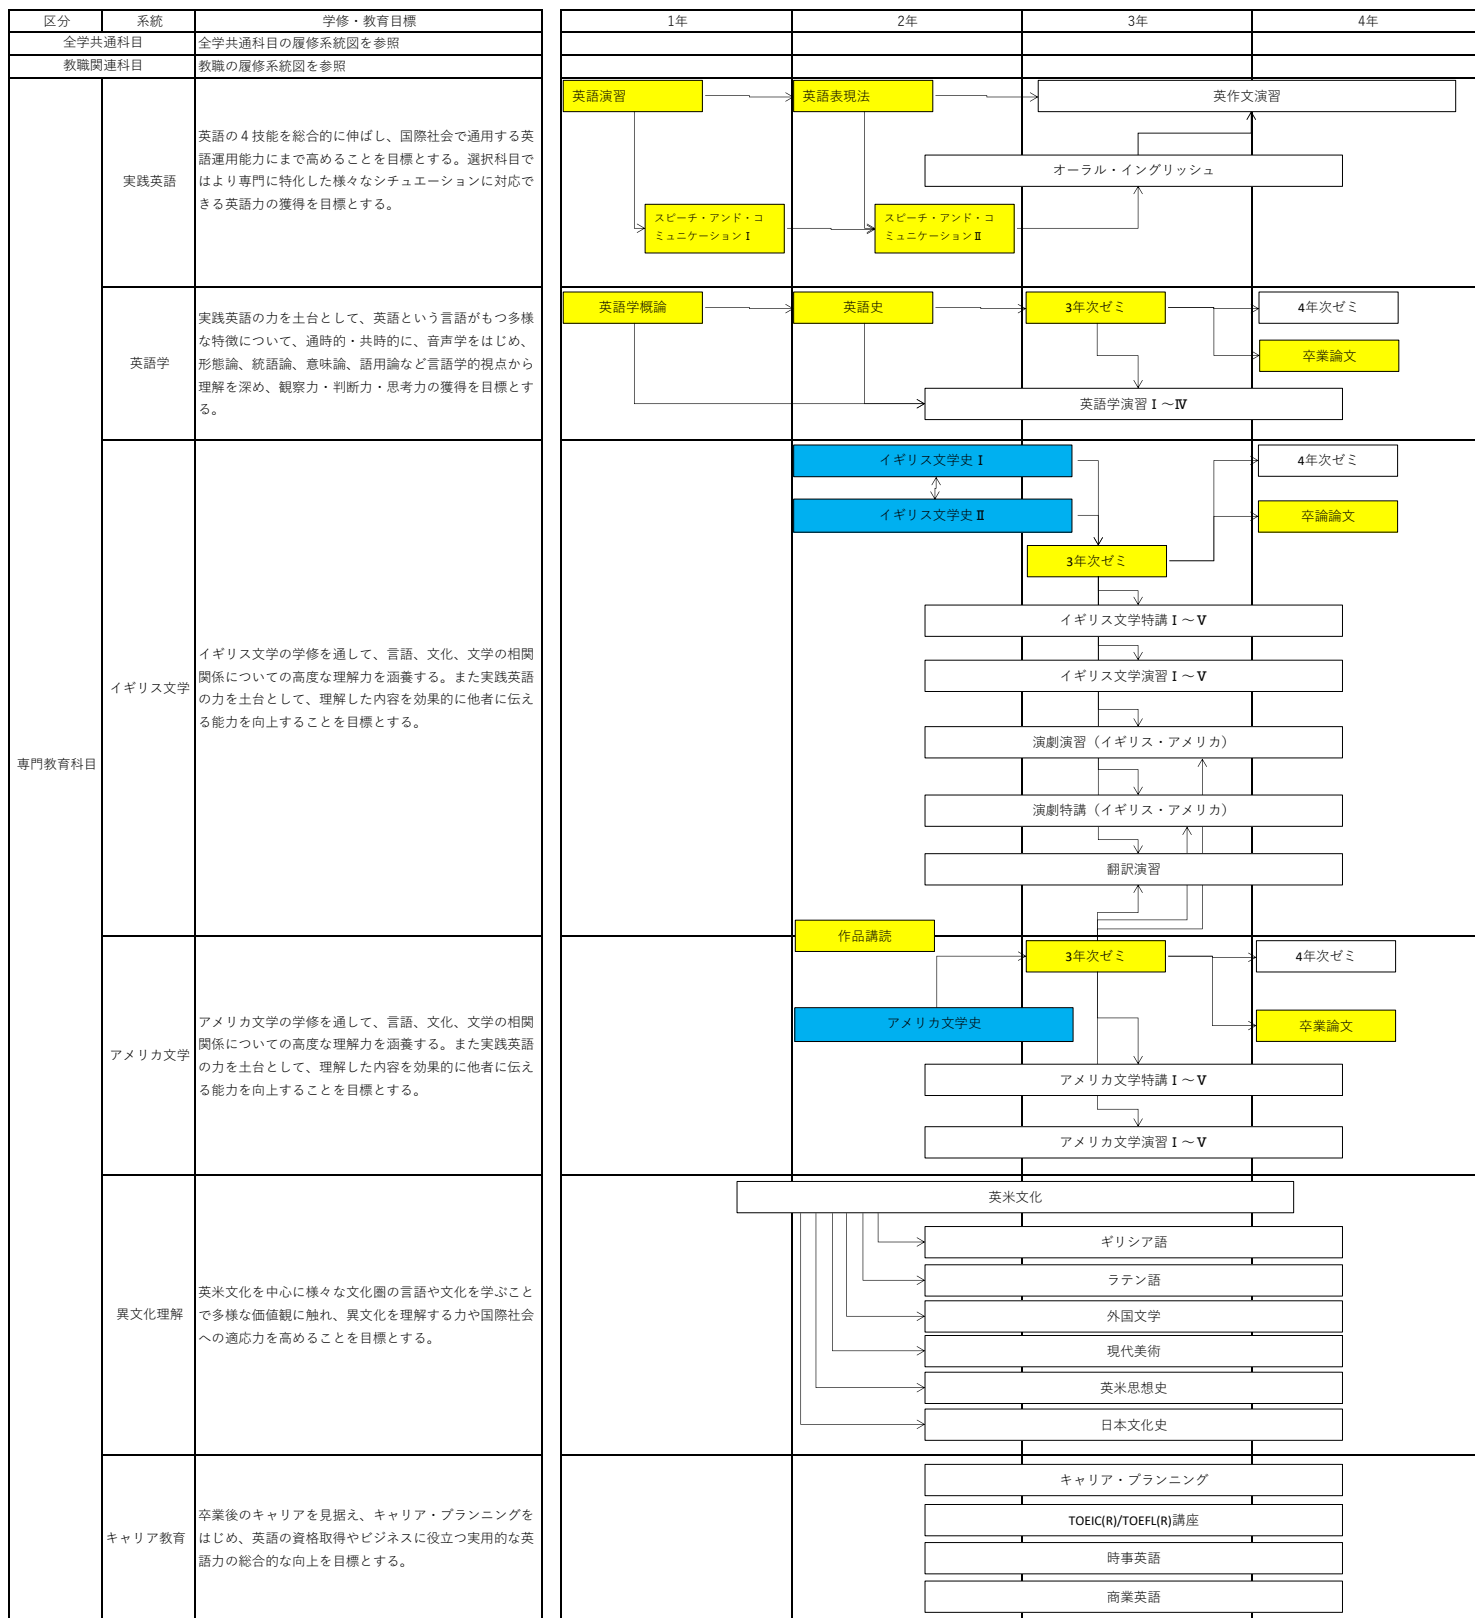 区分 系統 学修・教育目標 1年 2年 3年 4年
全学共通科目 全学共通科目の履修系統図を参照
教職関連科目 教職の履修系統図を参照
専門教育科目
実践英語
英語の４技能を総合的に伸ばし、国際社会で通用する英
語運用能力にまで高めることを目標とする。選択科目で
はより専門に特化した様々なシチュエーションに対応で
きる英語力の獲得を目標とする。
英語演習 英語表現法 英作文演習
オーラル・イングリッシュ
スピーチ・アンド・コ
ミュニケーションⅠ
スピーチ・アンド・コ
ミュニケーションⅡ
英語学
実践英語の力を土台として、英語という言語がもつ多様
な特徴について、通時的・共時的に、音声学をはじめ、
形態論、統語論、意味論、語用論など言語学的視点から
理解を深め、観察力・判断力・思考力の獲得を目標とす
る。
英語学概論 英語史 3年次ゼミ 4年次ゼミ
卒業論文
英語学演習Ⅰ～Ⅳ
イギリス文学
イギリス文学の学修を通して、言語、文化、文学の相関
関係についての高度な理解力を涵養する。また実践英語
の力を土台として、理解した内容を効果的に他者に伝え
る能力を向上することを目標とする。
イギリス文学史Ⅰ 4年次ゼミ
イギリス文学史Ⅱ 卒論論文
3年次ゼミ
イギリス文学特講Ⅰ～Ⅴ
イギリス文学演習Ⅰ～Ⅴ
演劇演習（イギリス・アメリカ）
演劇特講（イギリス・アメリカ）
翻訳演習
作品講読
アメリカ文学
アメリカ文学の学修を通して、言語、文化、文学の相関
関係についての高度な理解力を涵養する。また実践英語
の力を土台として、理解した内容を効果的に他者に伝え
る能力を向上することを目標とする。
3年次ゼミ 4年次ゼミ
アメリカ文学史 卒業論文
アメリカ文学特講Ⅰ～Ⅴ
アメリカ文学演習Ⅰ～Ⅴ
異文化理解
英米文化を中心に様々な文化圏の言語や文化を学ぶこと
で多様な価値観に触れ、異文化を理解する力や国際社会
への適応力を高めることを目標とする。
英米文化
ギリシア語
ラテン語
外国文学
現代美術
英米思想史
日本文化史
キャリア教育
卒業後のキャリアを見据え、キャリア・プランニングを
はじめ、英語の資格取得やビジネスに役立つ実用的な英
語力の総合的な向上を目標とする。
キャリア・プランニング
TOEIC(R)/TOEFL(R)講座
時事英語
商業英語